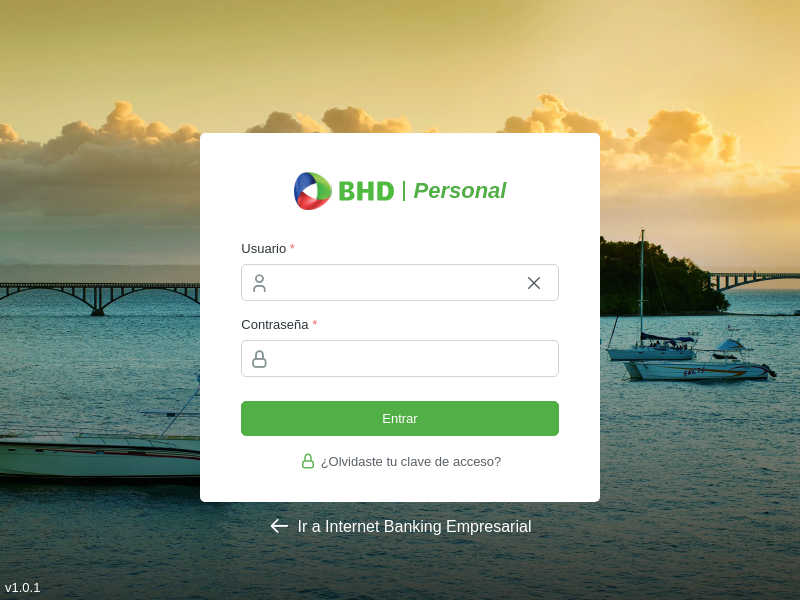 BHD | Personal
Usuario *
Contraseña *
Entrar
¿Olvidaste tu clave de acceso?
Ir a Internet Banking Empresarial
v1.0.1